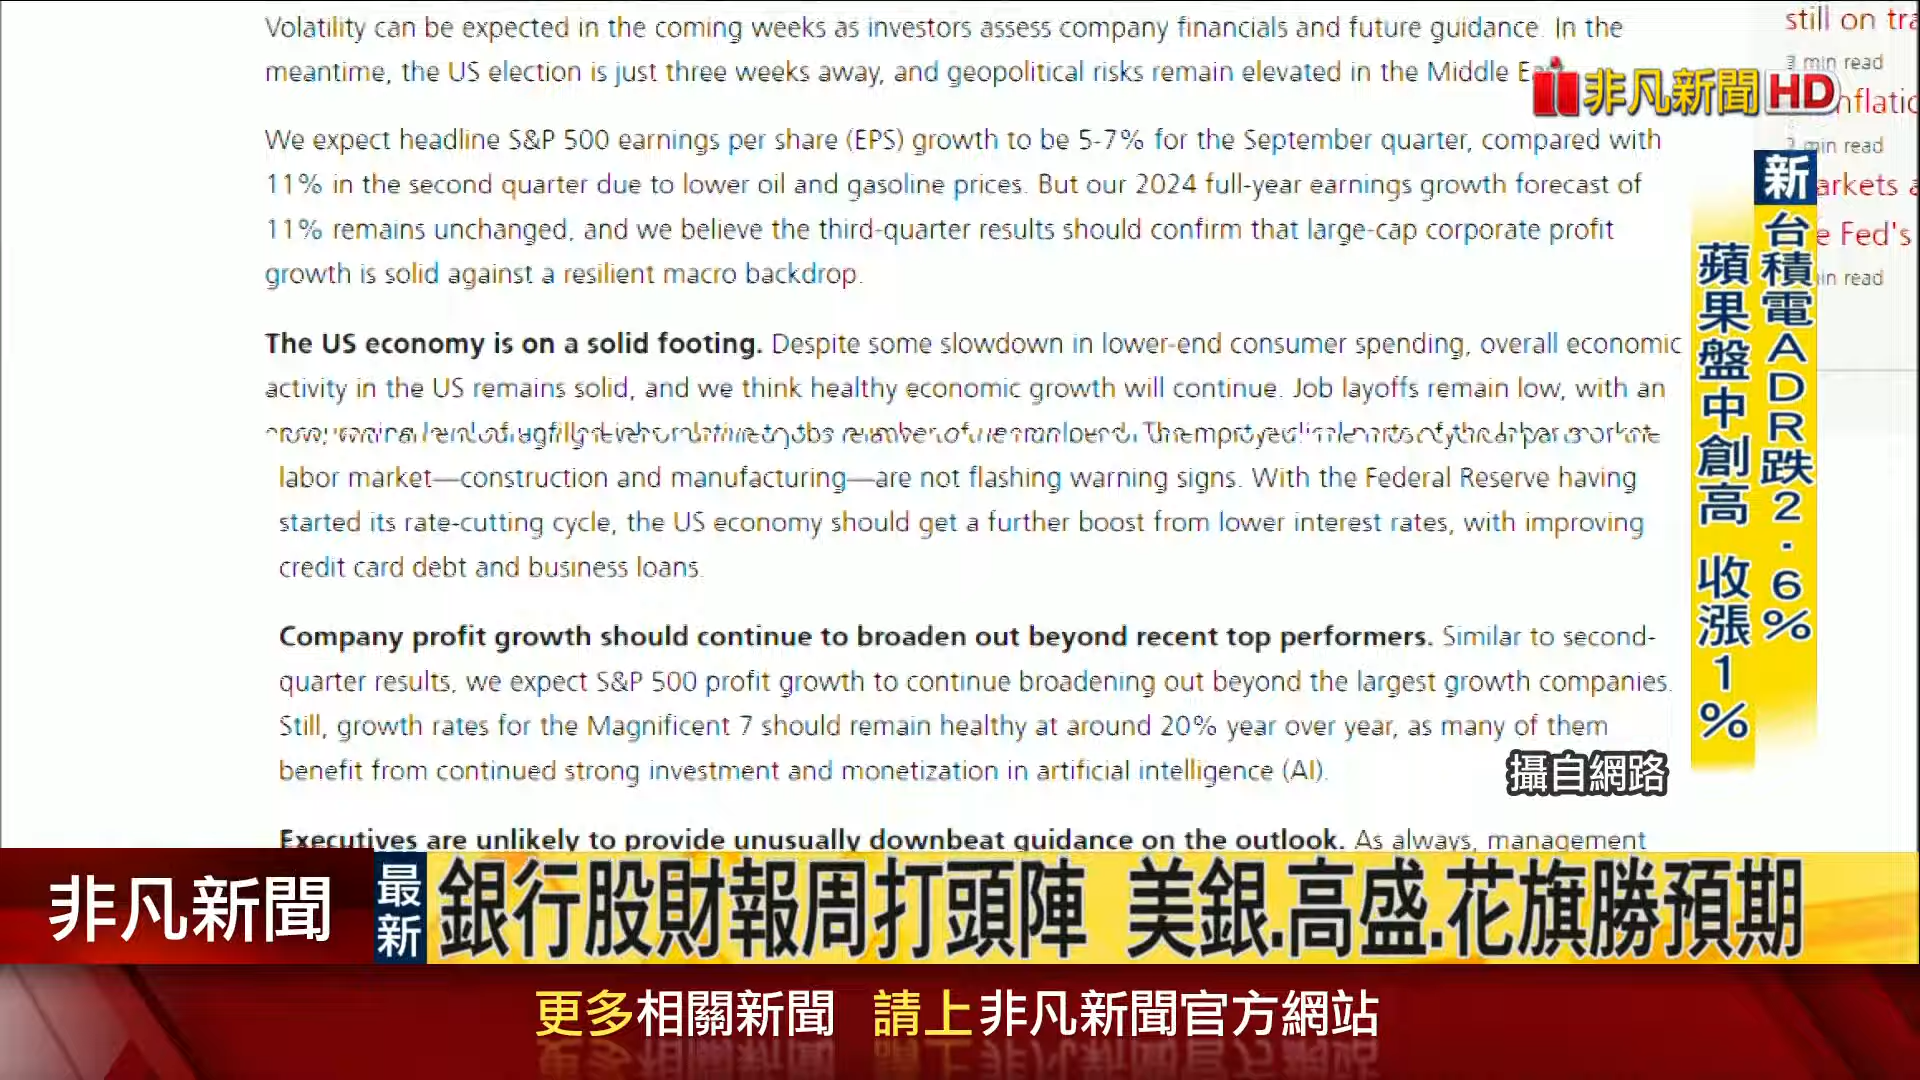 Volatility can be expected in the coming weeks as investors assess company financials and future guidance. In the
meantime, the US election is just three weeks away, and geopolitical risks remain elevated in the Middle
We expect headline S&P 500 earnings per share (EPS) growth to be 5-7% for the September quarter, compared with
11% in the second quarter due to lower oil and gasoline prices. But our 2024 full-year earnings growth forecast of
11% remains unchanged, and we believe the third-quarter results should confirm that large-cap corporate profit
growth is solid against a resilient macro backdrop.
The US economy is on a solid footing. Despite some slowdown in lower-end consumer spending, overall economic
activity in the US remains solid, and we think healthy economic growth will continue. Job layoffs remain low, with an
labor market—construction and manufacturing—are not flashing warning signs. With the Federal Reserve having
started its rate-cutting cycle, the US economy should get a further boost from lower interest rates, with improving
credit card debt and business loans.
Company profit growth should continue to broaden out beyond recent top performers. Similar to second-
quarter results, we expect S&P 500 profit growth to continue broadening out beyond the largest growth companies.
Still, growth rates for the Magnificent 7 should remain healthy at around 20% year over year, as many of them
benefit from continued strong investment and monetization in artificial intelligence (AI).
Executives are unlikely to provide unusually downbeat guidance on the outlook. As always, management
still on
3 min read
min read
Fed's
read
非凡新聞HD
新台積電ADR跌2.6%
蘋果盤中創高 收漲1%
攝自網路
非凡新聞
最新
銀行股財報周打頭陣 美銀.高盛.花旗勝預期
更多相關新聞 請上非凡新聞官方網站